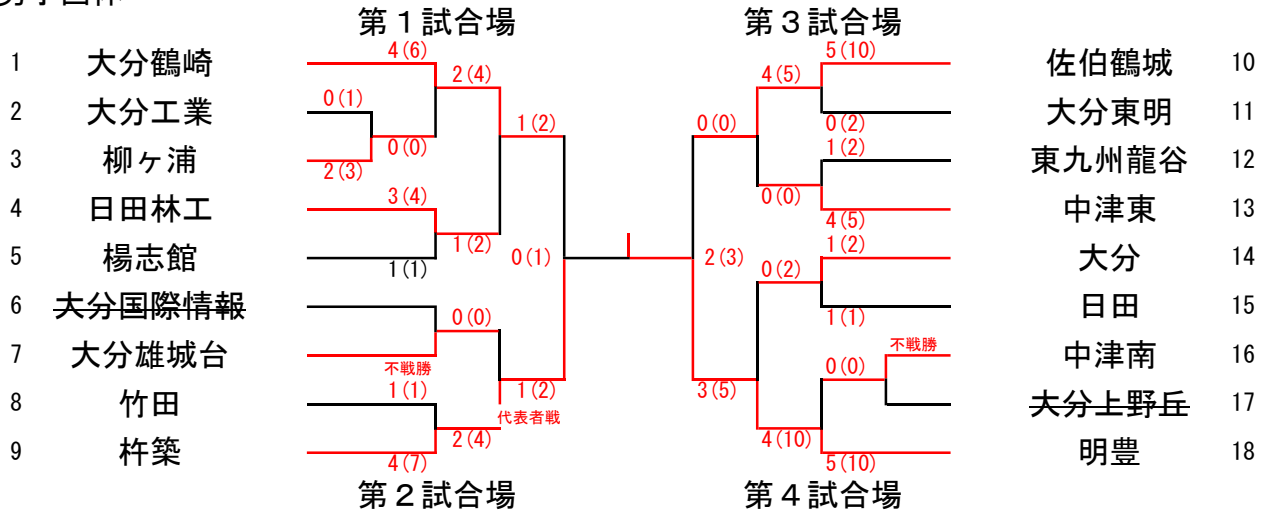 第１試合場 第３試合場
4(6) 5(10)
1 大分鶴崎 佐伯鶴城 10
2(4) 4(5)
0(1)
2 大分工業 大分東明 11
1(2) 0(0) 0(2)
0(0) 1(2)
3 柳ヶ浦 東九州龍谷 12
2(3)
3(4) 0(0)
4 日田林工 中津東 13
4(5)
1(2) 1(2)
5 楊志館 0(1) 2(3) 大分 14
1(1) 0(2)
6 大分国際情報 日田 15
0(0) 1(1)
7 大分雄城台 不戦勝 中津南 16
不戦勝 0(0)
1(1) 1(2) 3(5)
8 竹田 大分上野丘 17
代表者戦
2(4) 4(10)
9 杵築 明豊 18
4(7) 5(10)
第２試合場 第４試合場